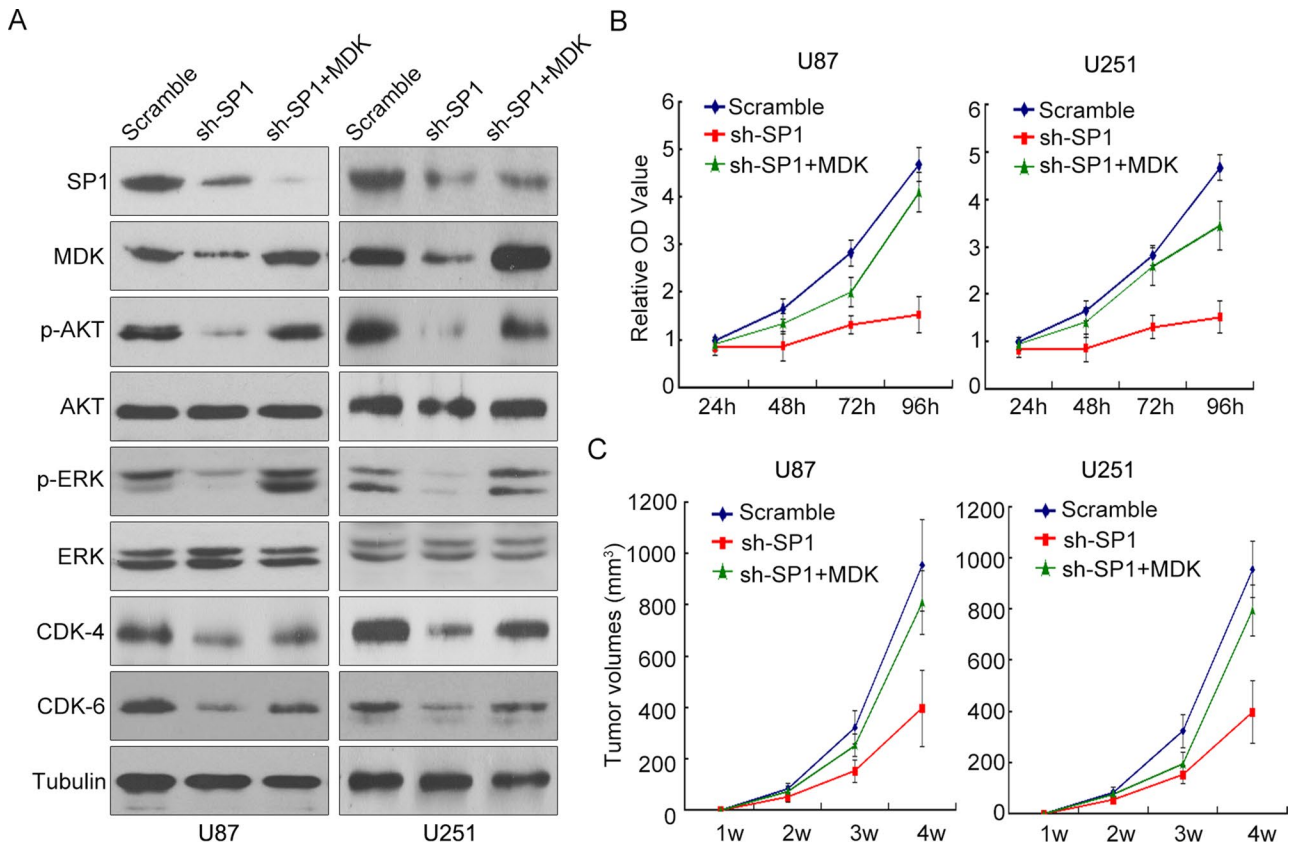 A
Scramble
sh-SP1
sh-SP1+MDK
Scramble
sh-SP1
sh-SP1+MDK
SP1
MDK
p-AKT
AKT
p-ERK
ERK
CDK-4
CDK-6
Tubulin
U87
U251
B
U87
Scramble
sh-SP1
sh-SP1+MDK
Relative OD Value
6
5
4
3
2
1
0
24h 48h 72h 96h
U251
Scramble
sh-SP1
sh-SP1+MDK
6
5
4
3
2
1
0
24h 48h 72h 96h
C
U87
Scramble
sh-SP1
sh-SP1+MDK
Tumor volumes (mm³)
1200
1000
800
600
400
200
0
1w 2w 3w 4w
U251
Scramble
sh-SP1
sh-SP1+MDK
1200
1000
800
600
400
200
0
1w 2w 3w 4w